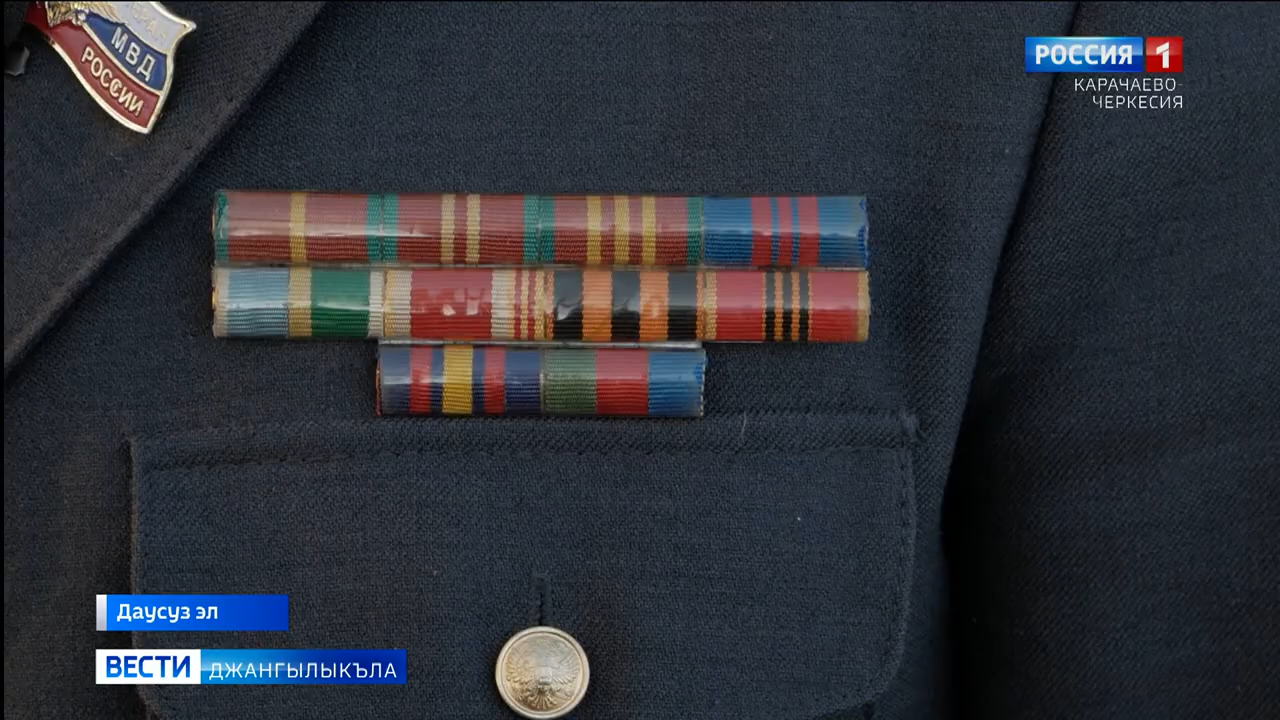 МВД
РОССИИ
РОССИЯ 1
КАРАЧАЕВО-
ЧЕРКЕСИЯ
Даусуз эл
ВЕСТИ ДЖАНГЫЛЫКЪЛА